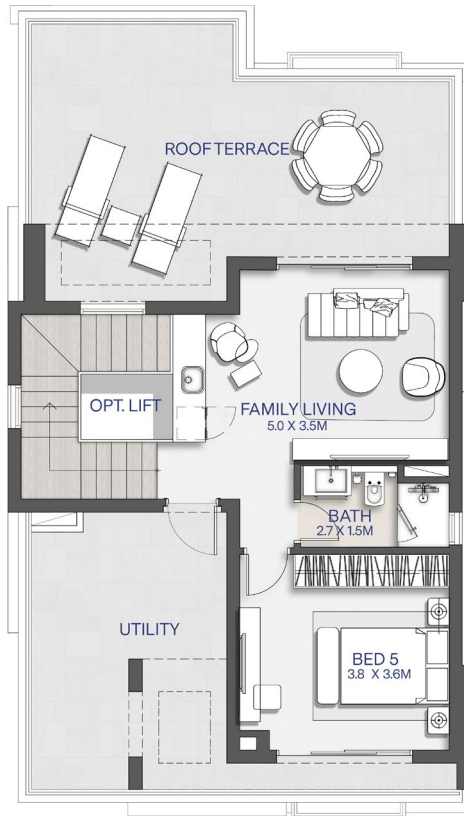 ROOF TERRACE
OPT. LIFT
FAMILY LIVING
5.0 X 3.5M
BATH
2.7 X 1.5M
UTILITY
BED 5
3.8 X 3.6M